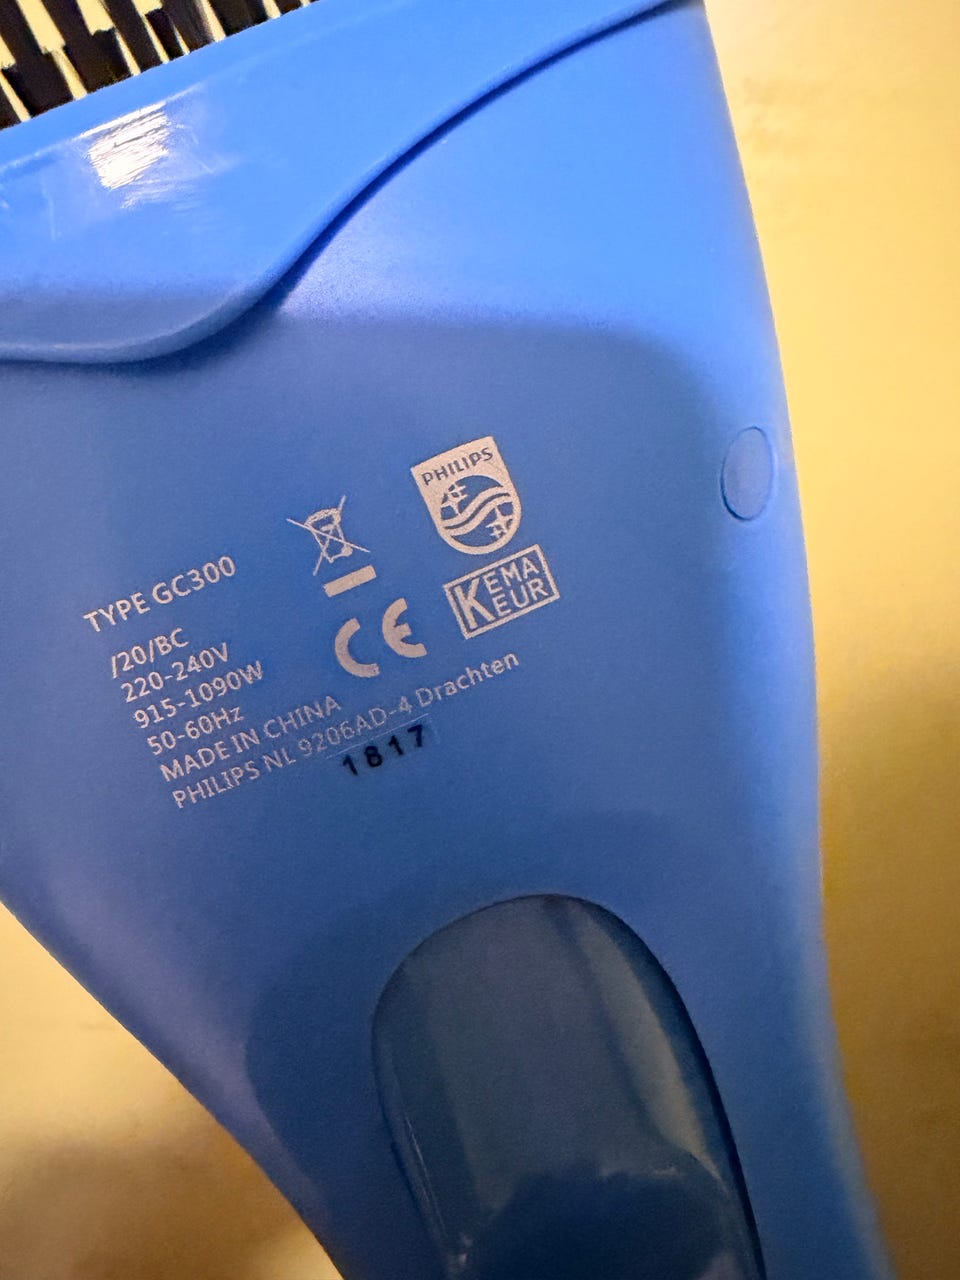 PHILIPS
KEMA
KEUR
TYPE GC300
/20/BC
220-240V
915-1090W
50-60Hz
MADE IN CHINA
PHILIPS NL 9206AD-4 Drachten
1817
CE